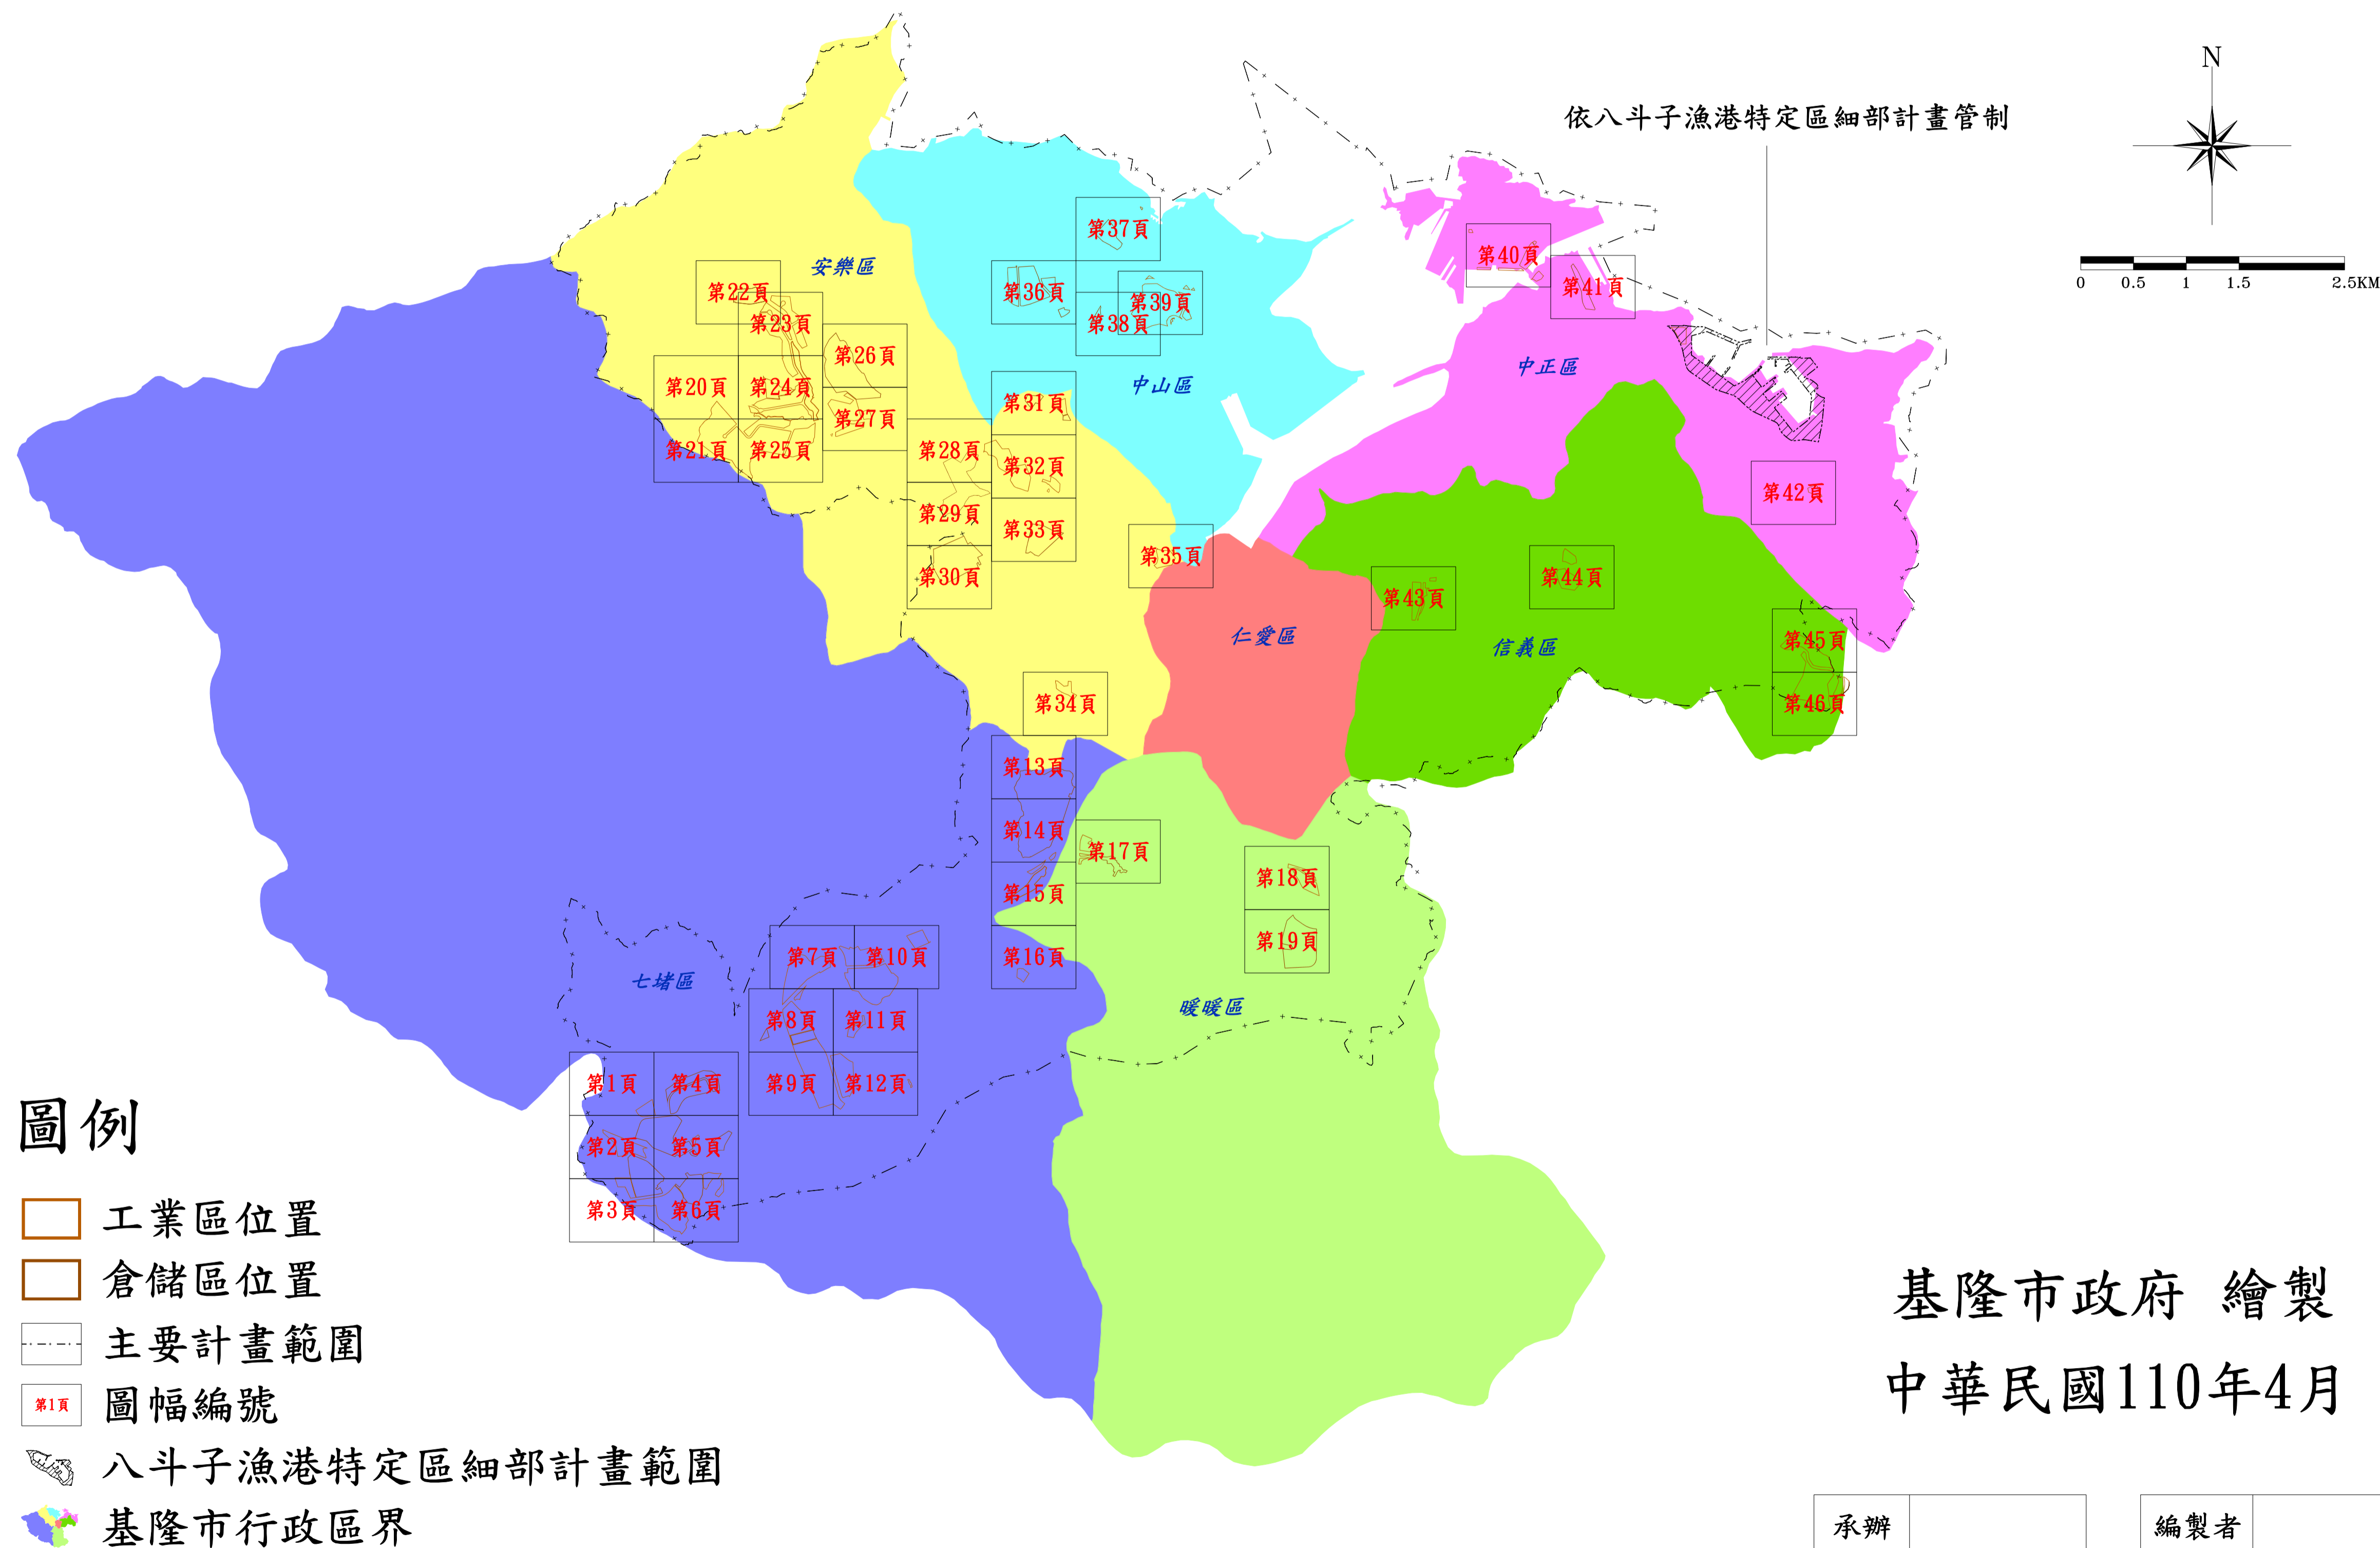 N
依八斗子漁港特定區細部計畫管制
0 0.5 1 1.5 2.5KM
安樂區
中山區
中正區
仁愛區
信義區
七堵區
暖暖區
第37頁
第36頁
第39頁
第38頁
第40頁
第41頁
第22頁
第23頁
第26頁
第20頁
第24頁
第27頁
第21頁
第25頁
第31頁
第28頁
第32頁
第29頁
第33頁
第30頁
第35頁
第42頁
第43頁
第44頁
第45頁
第46頁
第34頁
第13頁
第14頁
第17頁
第15頁
第18頁
第19頁
第16頁
第7頁
第10頁
第8頁
第11頁
第9頁
第12頁
第1頁
第4頁
第2頁
第5頁
第3頁
第6頁
圖例
工業區位置
倉儲區位置
主要計畫範圍
第1頁
圖幅編號
八斗子漁港特定區細部計畫範圍
基隆市行政區界
基隆市政府 繪製
中華民國110年4月
承辦
編製者